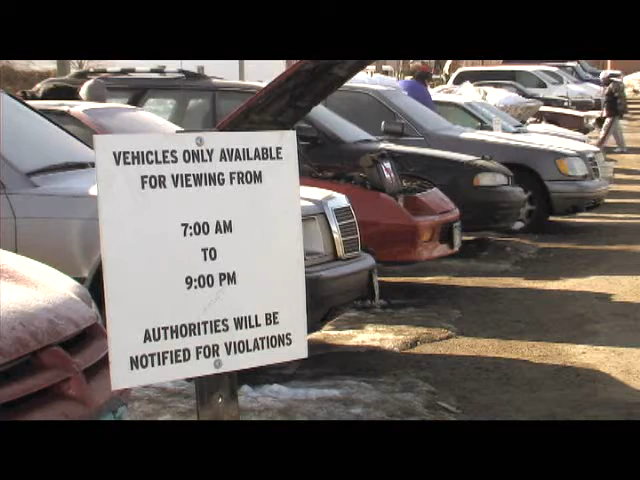 VEHICLES ONLY AVAILABLE
FOR VIEWING FROM
7:00 AM
TO
9:00 PM
AUTHORITIES WILL BE
NOTIFIED FOR VIOLATIONS